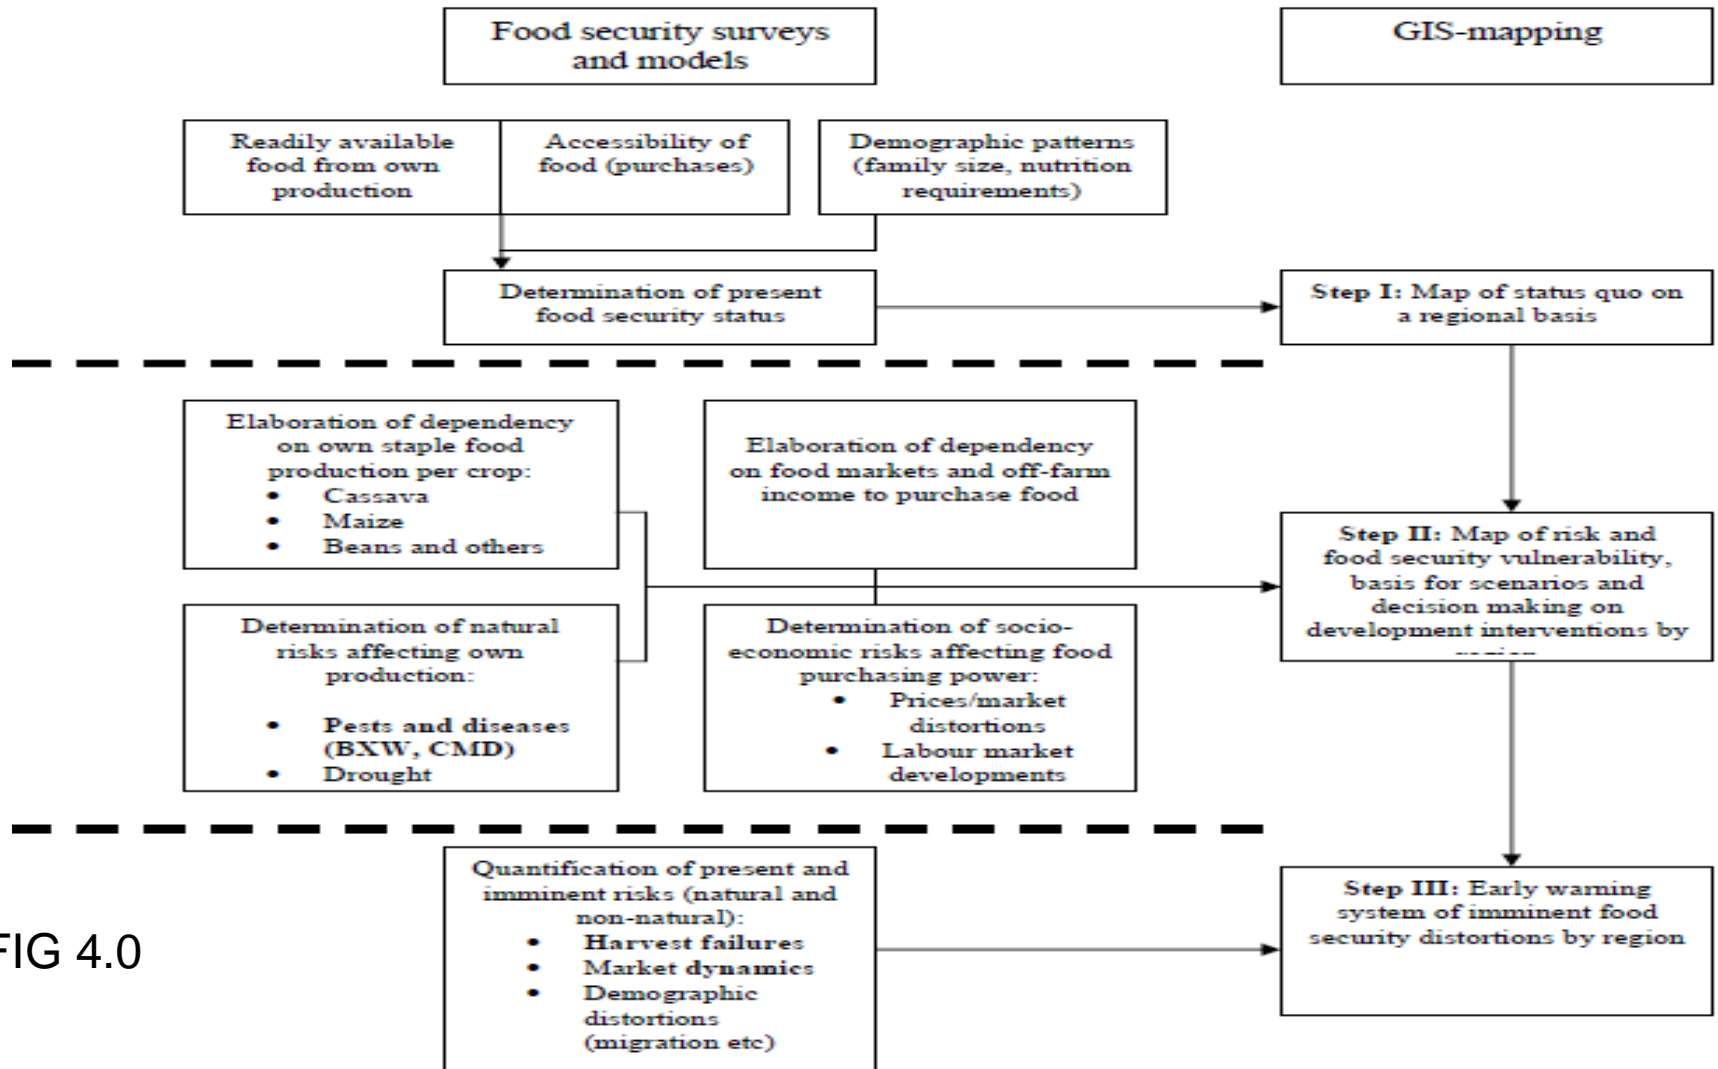 Food security surveys
and models
GIS-mapping
Readily available
food from own
production
Accessibility of
food (purchases)
Demographic patterns
(family size, nutrition
requirements)
Determination of present
food security status
Step I: Map of status quo on
a regional basis
Elaboration of dependency
on own staple food
production per crop:
• Cassava
• Maize
• Beans and others
Elaboration of dependency
on food markets and off-farm
income to purchase food
Step II: Map of risk and
food security vulnerability,
basis for scenarios and
decision making on
development interventions by
Determination of natural
risks affecting own
production:
• Pests and diseases
(BXW, CMD)
• Drought
Determination of socio-
economic risks affecting food
purchasing power:
• Prices/market
distortions
• Labour market
developments
Quantification of present and
imminent risks (natural and
non-natural):
• Harvest failures
• Market dynamics
• Demographic
distortions
(migration etc)
Step III: Early warning
system of imminent food
security distortions by region
FIG 4.0